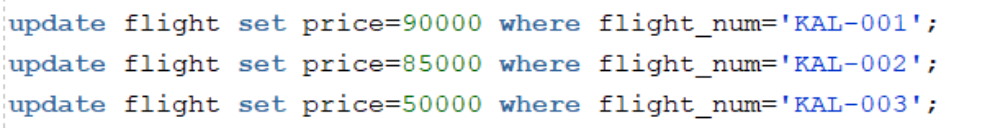 update flight set price=90000 where flight_num='KAL-001';
update flight set price=85000 where flight_num='KAL-002';
update flight set price=50000 where flight_num='KAL-003';